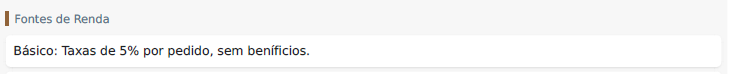 Fontes de Renda
Básico: Taxas de 5% por pedido, sem beníficios.